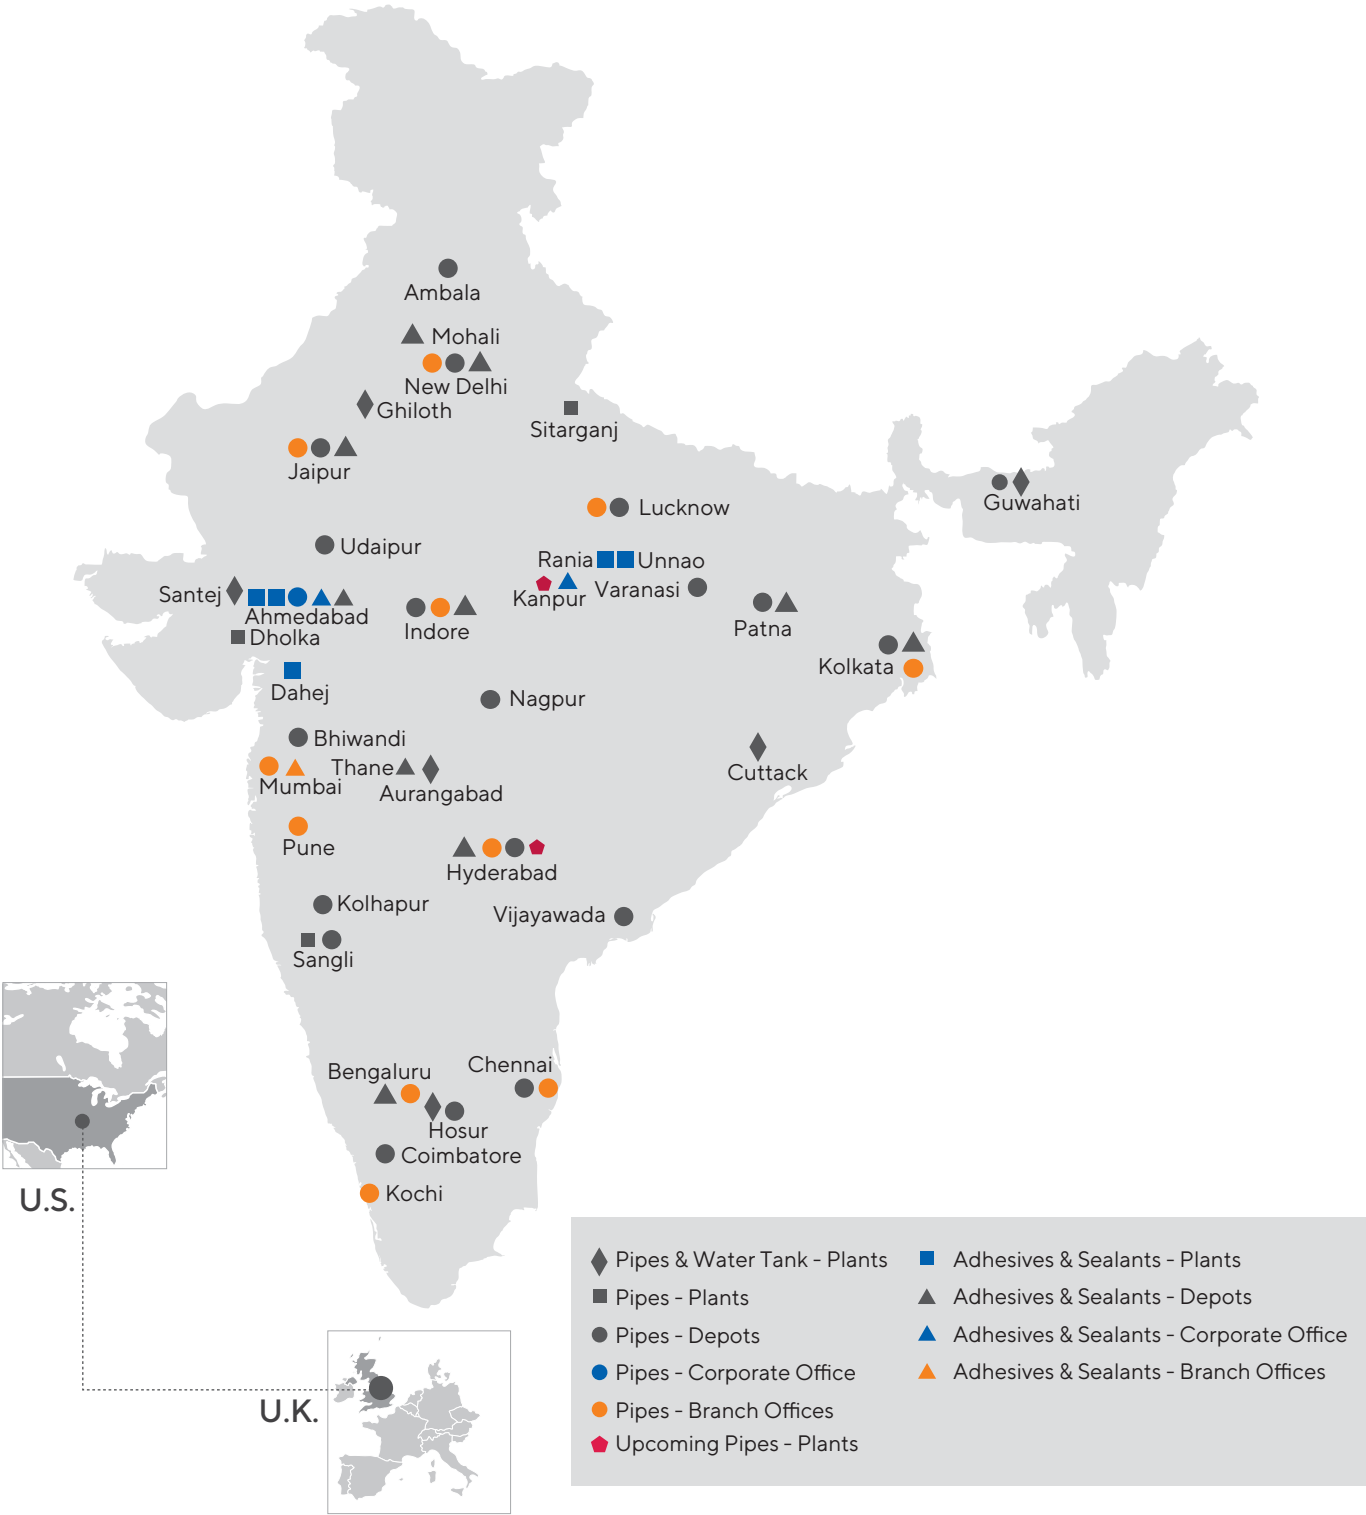 Ambala
Mohali
New Delhi
Ghiloth
Sitarganj
Jaipur
Guwahati
Lucknow
Udaipur
Rania
Unnao
Santej
Kanpur
Varanasi
Ahmedabad
Indore
Patna
Dholka
Kolkata
Dahej
Nagpur
Bhiwandi
Thane
Cuttack
Mumbai
Aurangabad
Pune
Hyderabad
Kolhapur
Vijayawada
Sangli
Chennai
Bengaluru
Hosur
Coimbatore
Kochi
U.S.
U.K.
Pipes & Water Tank - Plants
Pipes - Plants
Pipes - Depots
Pipes - Corporate Office
Pipes - Branch Offices
Upcoming Pipes - Plants
Adhesives & Sealants - Plants
Adhesives & Sealants - Depots
Adhesives & Sealants - Corporate Office
Adhesives & Sealants - Branch Offices